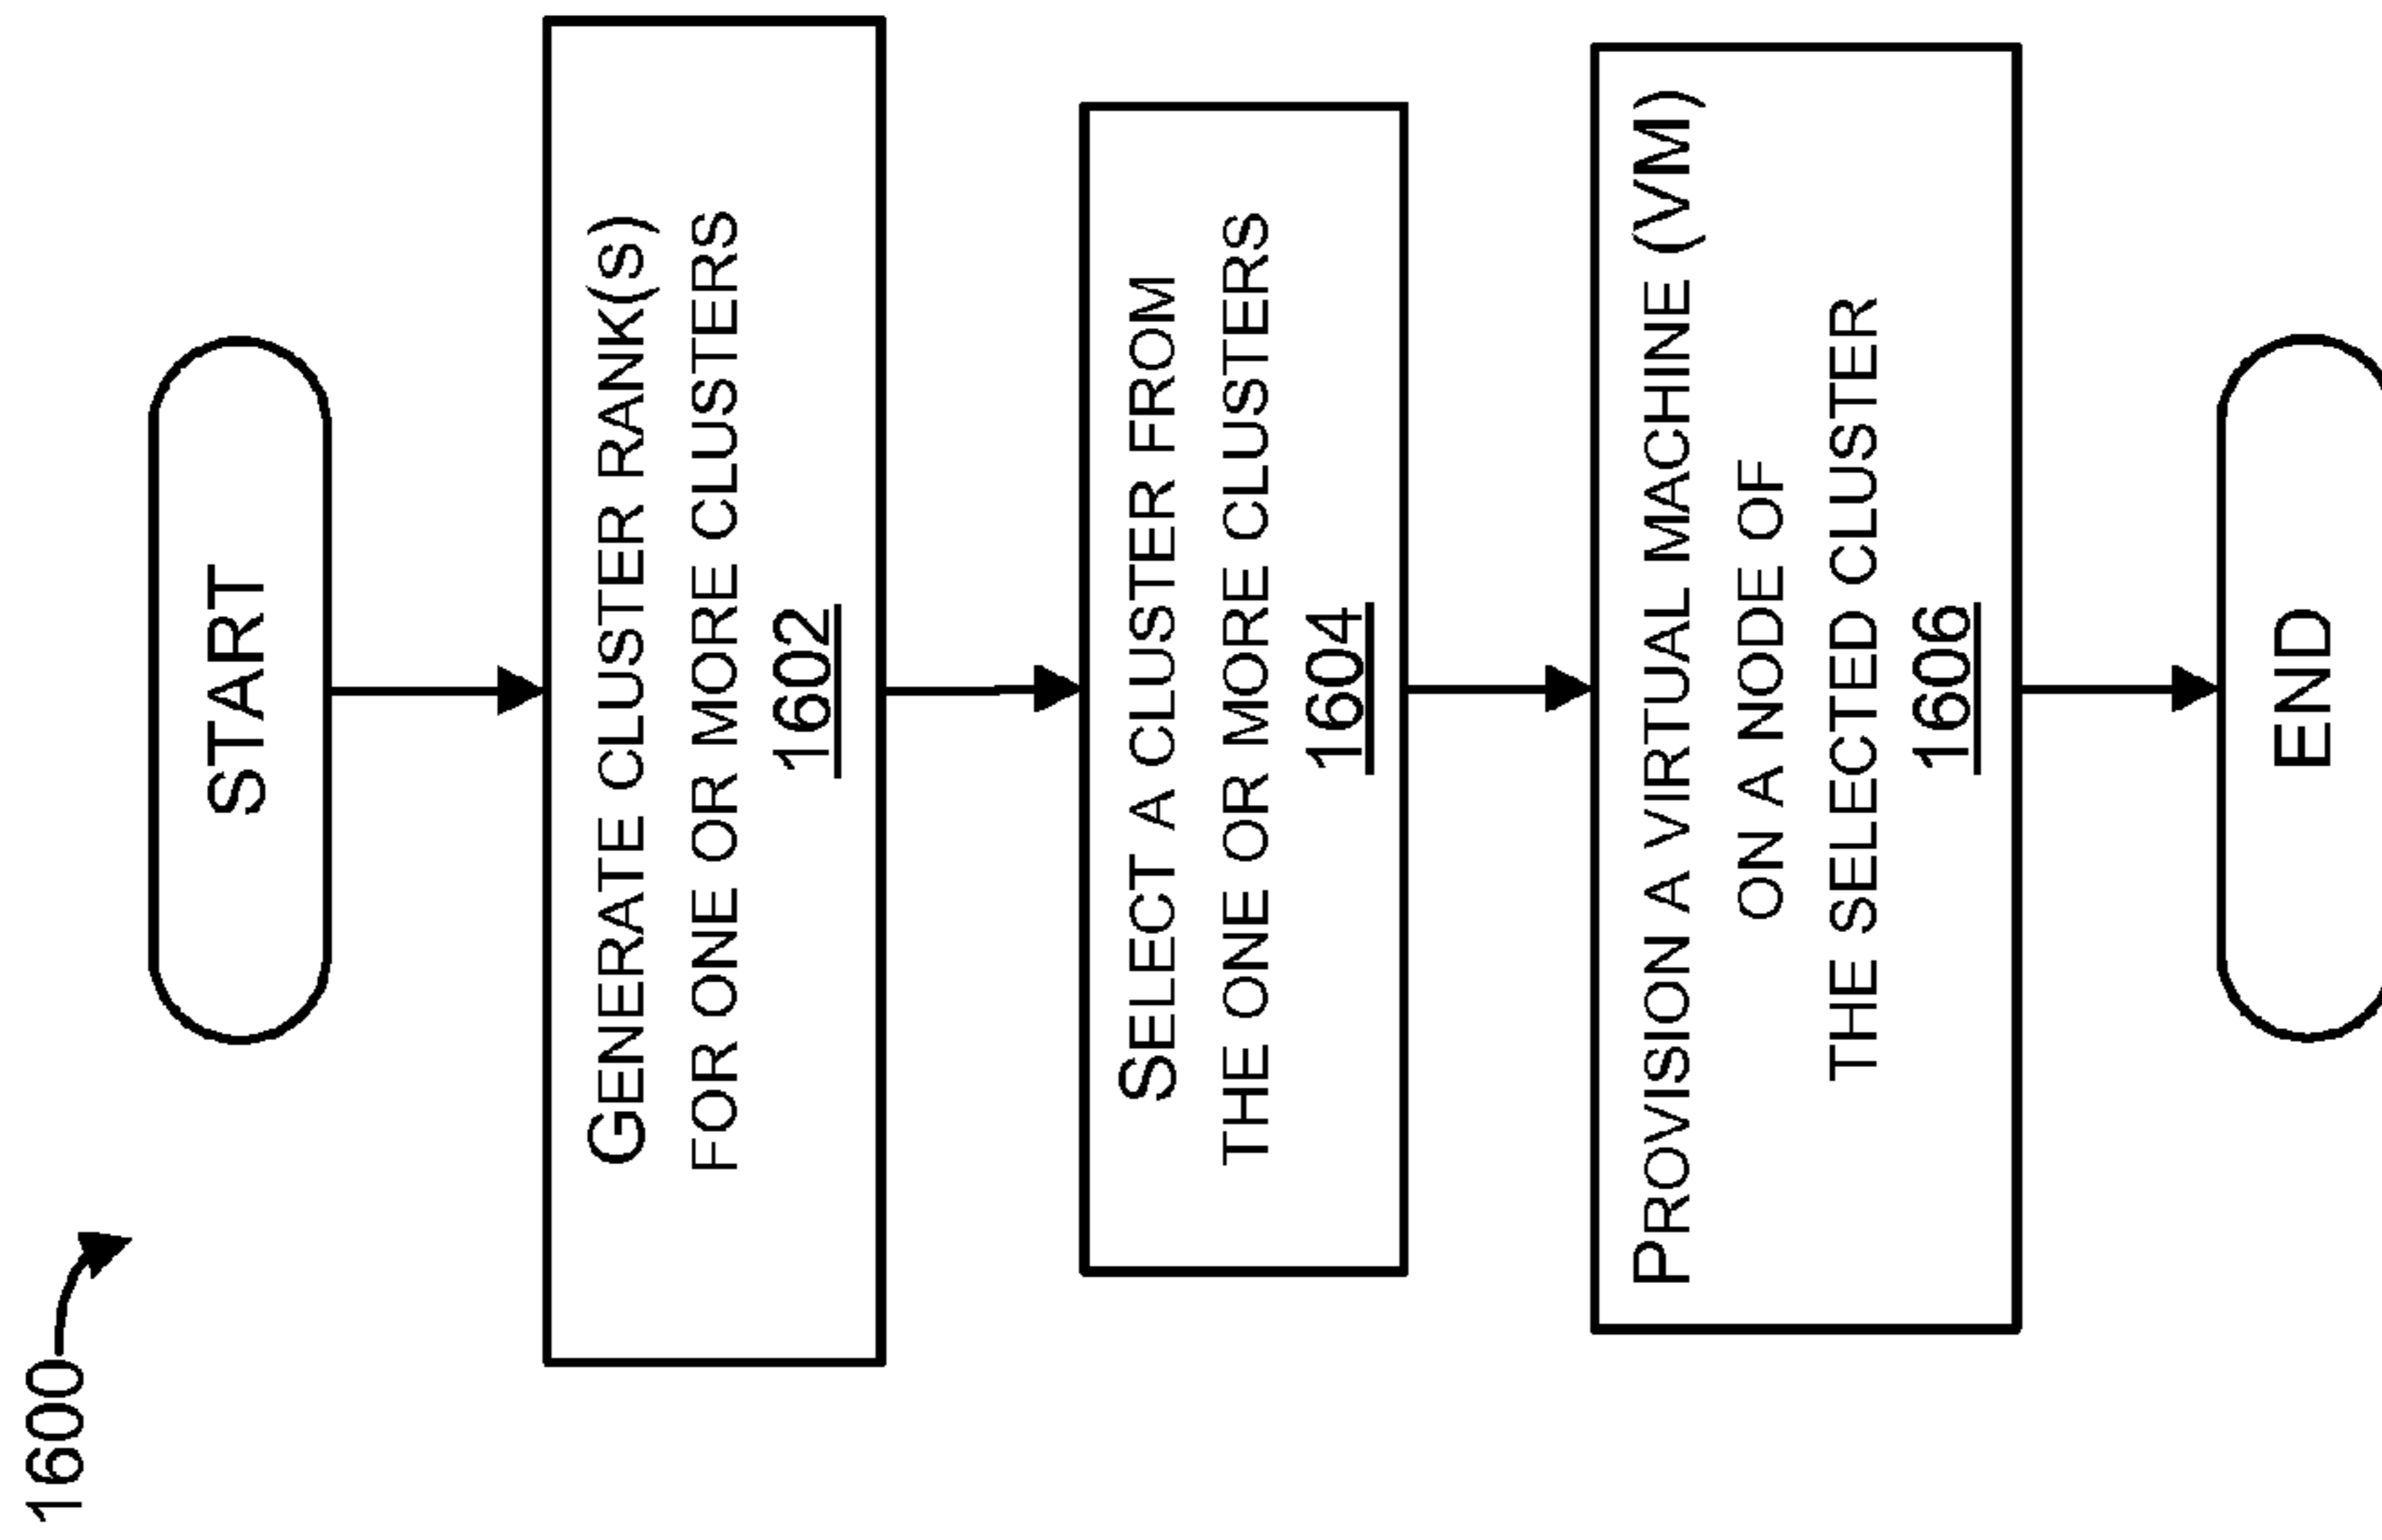 1600
START
GENERATE CLUSTER RANK(S)
FOR ONE OR MORE CLUSTERS
1602
SELECT A CLUSTER FROM
THE ONE OR MORE CLUSTERS
1604
PROVISION A VIRTUAL MACHINE (VM)
ON A NODE OF
THE SELECTED CLUSTER
1606
END